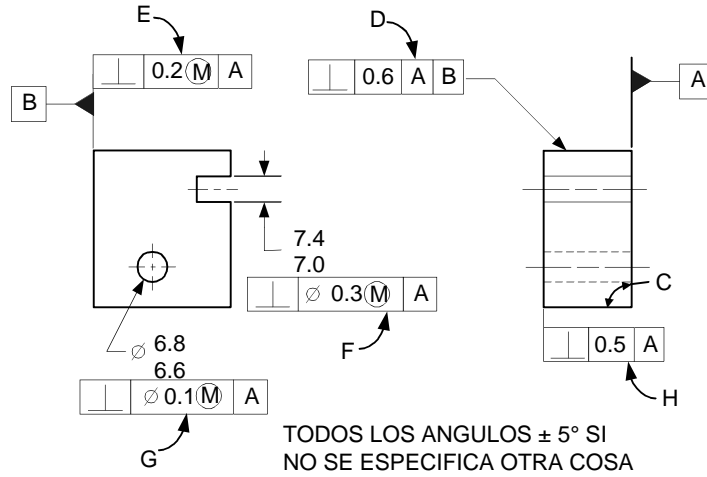 E
D
⊥ 0.2 Ⓜ A
⊥ 0.6 A B
A
B
7.4
7.0
C
⊥ ⌀ 0.3 Ⓜ A
⌀ 6.8
6.6
⊥ 0.5 A
F
⊥ ⌀ 0.1 Ⓜ A
H
G
TODOS LOS ANGULOS ± 5° SI
NO SE ESPECIFICA OTRA COSA